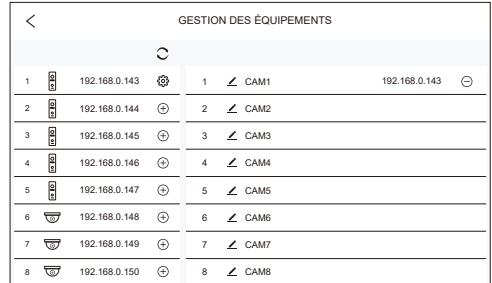 GESTION DES ÉQUIPEMENTS
1 192.168.0.143 1 CAM1 192.168.0.143
2 192.168.0.144 2 CAM2
3 192.168.0.145 3 CAM3
4 192.168.0.146 4 CAM4
5 192.168.0.147 5 CAM5
6 192.168.0.148 6 CAM6
7 192.168.0.149 7 CAM7
8 192.168.0.150 8 CAM8